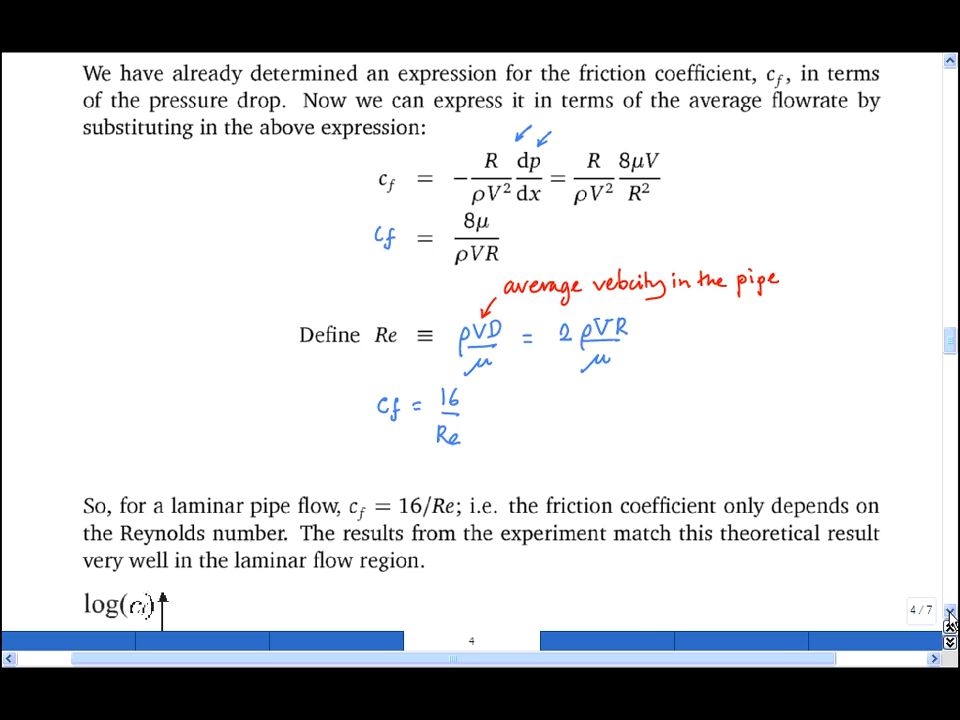 We have already determined an expression for the friction coefficient, c_f, in terms
of the pressure drop. Now we can express it in terms of the average flowrate by
substituting in the above expression:
c_f = −R/(ρV²) dp/dx = R/(ρV²) 8μV/R²
c_f = 8μ/(ρVR)
average velocity in the pipe
Define Re ≡ ρVD/μ = 2 ρVR/μ
c_f = 16/Re
So, for a laminar pipe flow, c_f = 16/Re; i.e. the friction coefficient only depends on
the Reynolds number. The results from the experiment match this theoretical result
very well in the laminar flow region.
log(c_f)
4 / 7
4